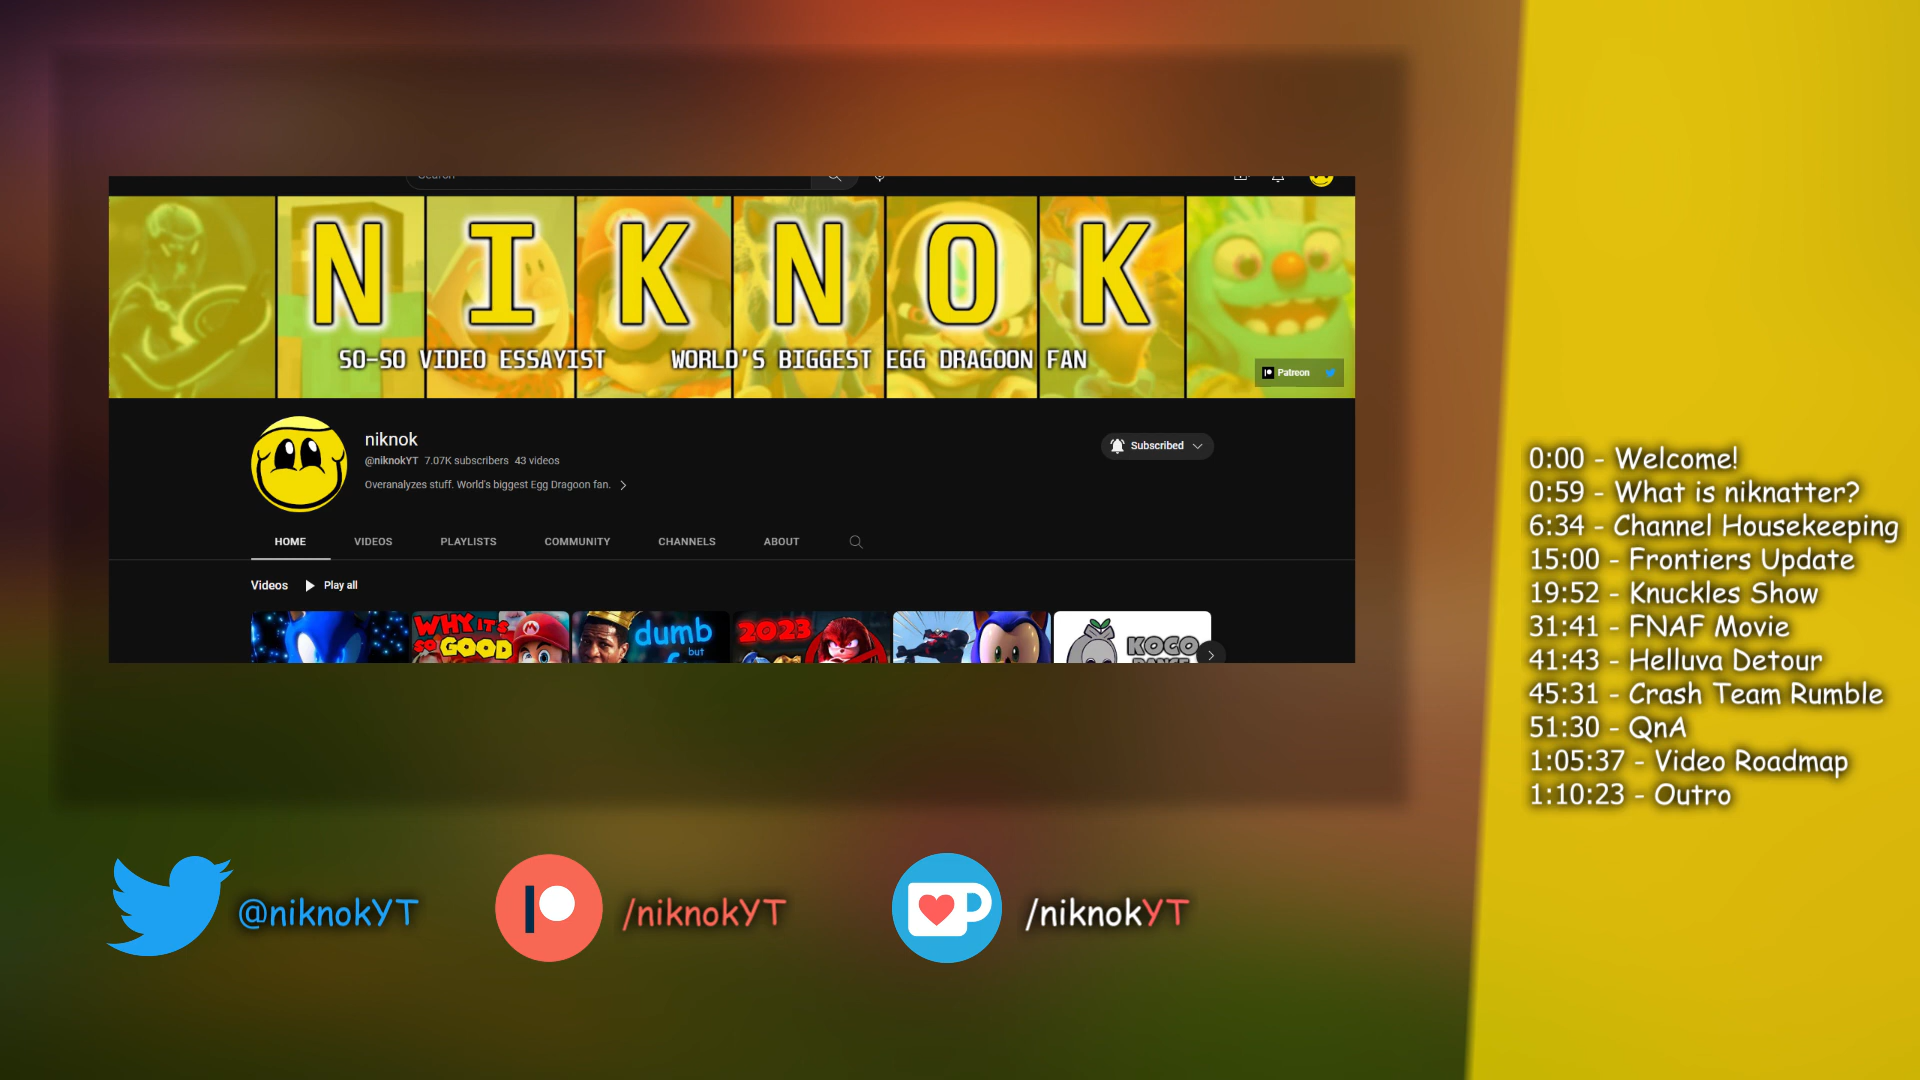 Search
N I K N O K
SO-SO VIDEO ESSAYIST WORLD'S BIGGEST EGG DRAGOON FAN
Patreon
niknok
@niknokYT 7.07K subscribers 43 videos
Overanalyzes stuff. World's biggest Egg Dragoon fan.
Subscribed
HOME VIDEOS PLAYLISTS COMMUNITY CHANNELS ABOUT
Videos Play all
WHY IT'S
SO GOOD
dumb
but
2023
KOCO
@niknokYT
/niknokYT
/niknokYT
0:00 - Welcome!
0:59 - What is niknatter?
6:34 - Channel Housekeeping
15:00 - Frontiers Update
19:52 - Knuckles Show
31:41 - FNAF Movie
41:43 - Helluva Detour
45:31 - Crash Team Rumble
51:30 - QnA
1:05:37 - Video Roadmap
1:10:23 - Outro